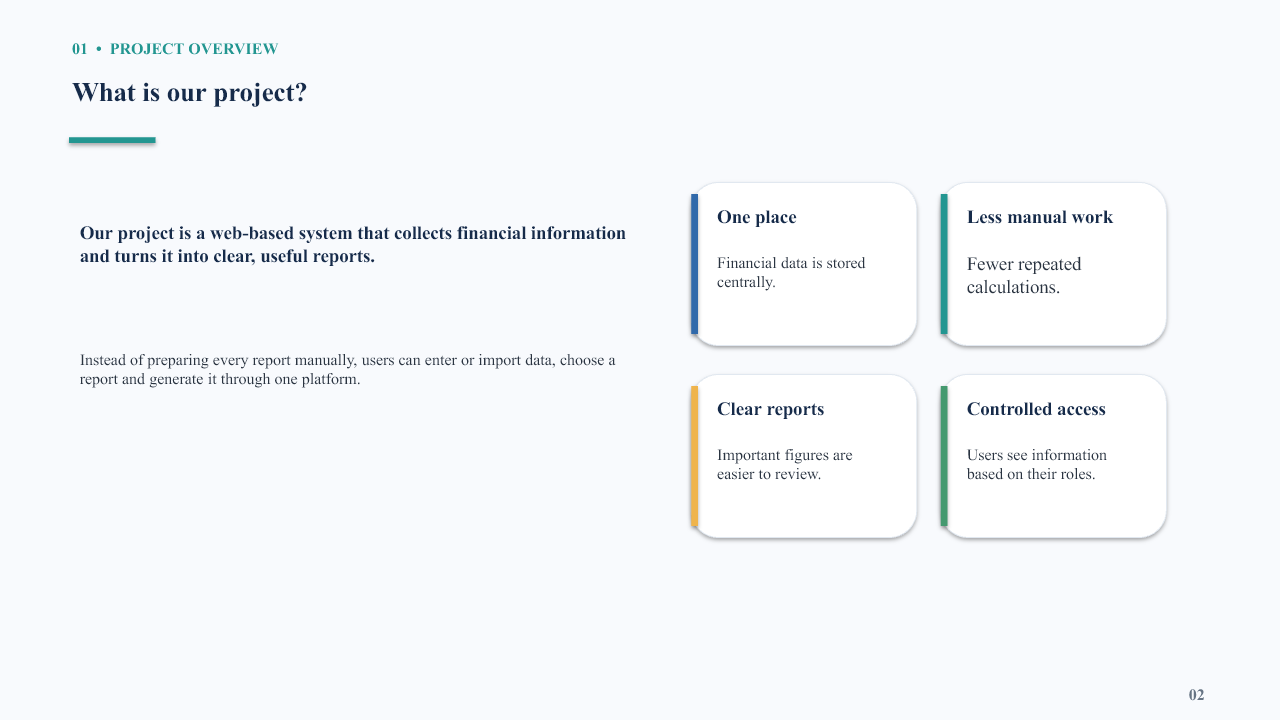 01 • PROJECT OVERVIEW
What is our project?
Our project is a web-based system that collects financial information
and turns it into clear, useful reports.
Instead of preparing every report manually, users can enter or import data, choose a
report and generate it through one platform.
One place
Financial data is stored
centrally.
Less manual work
Fewer repeated
calculations.
Clear reports
Important figures are
easier to review.
Controlled access
Users see information
based on their roles.
02